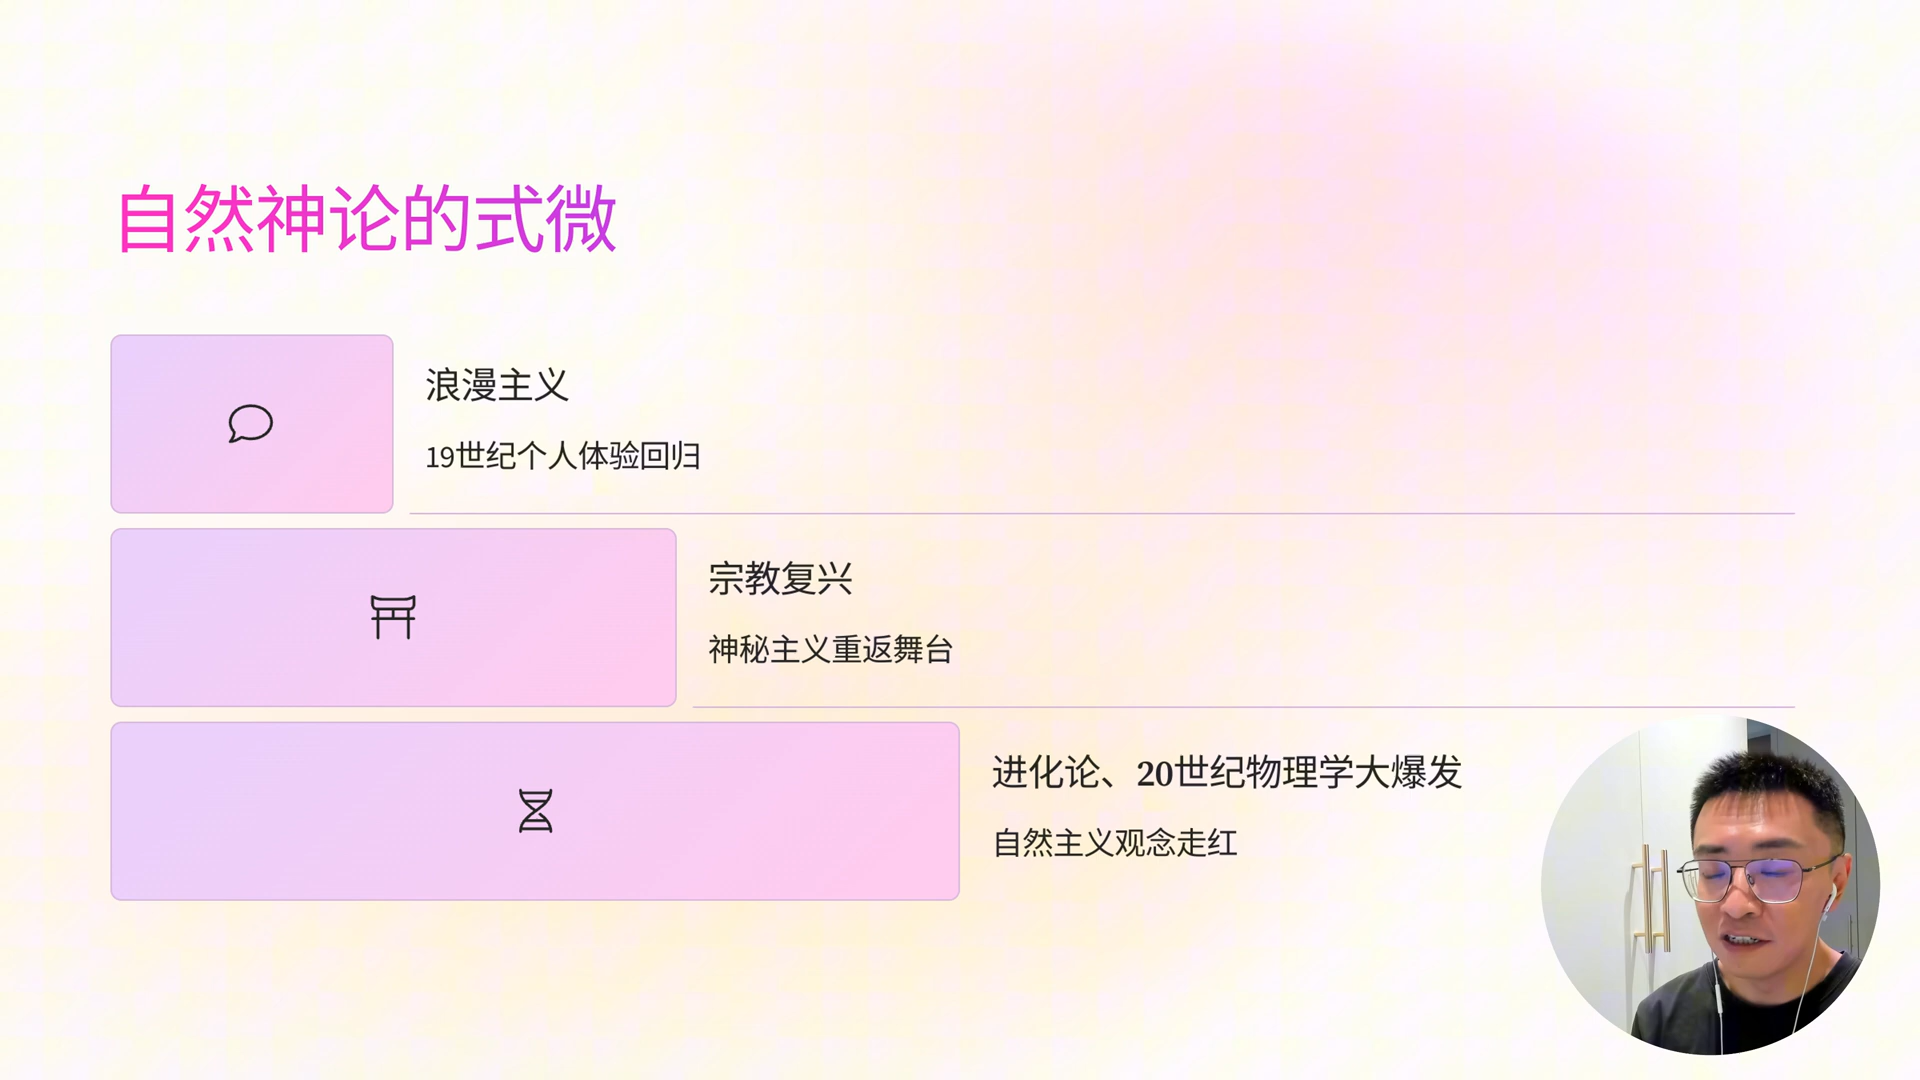 自然神论的式微
浪漫主义
19世纪个人体验回归
宗教复兴
神秘主义重返舞台
进化论、20世纪物理学大爆发
自然主义观念走红